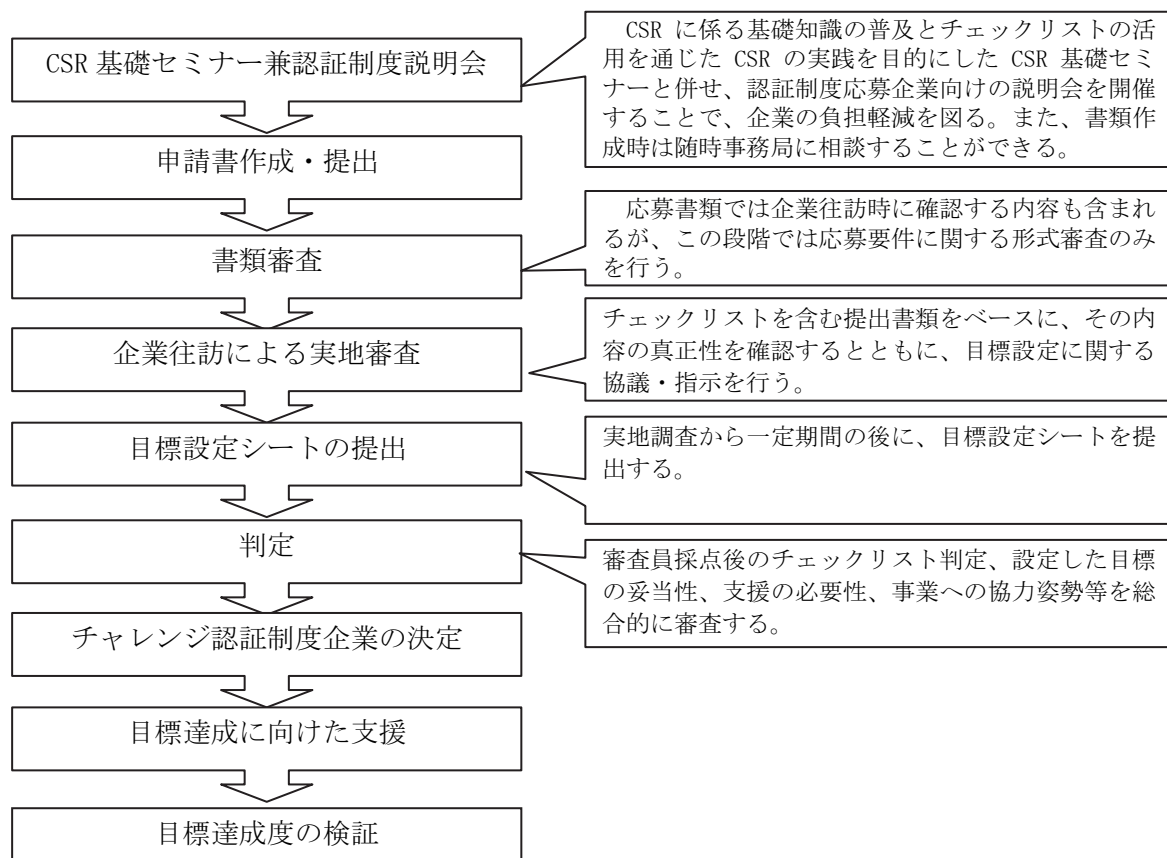 CSR 基礎セミナー兼認証制度説明会
CSR に係る基礎知識の普及とチェックリストの活
用を通じた CSR の実践を目的にした CSR 基礎セミ
ナーと併せ、認証制度応募企業向けの説明会を開催
することで、企業の負担軽減を図る。また、書類作
成時は随時事務局に相談することができる。
申請書作成・提出
書類審査
応募書類では企業往訪時に確認する内容も含まれ
るが、この段階では応募要件に関する形式審査のみ
を行う。
企業往訪による実地審査
チェックリストを含む提出書類をベースに、その内
容の真正性を確認するとともに、目標設定に関する
協議・指示を行う。
目標設定シートの提出
実地調査から一定期間の後に、目標設定シートを提
出する。
判定
審査員採点後のチェックリスト判定、設定した目標
の妥当性、支援の必要性、事業への協力姿勢等を総
合的に審査する。
チャレンジ認証制度企業の決定
目標達成に向けた支援
目標達成度の検証